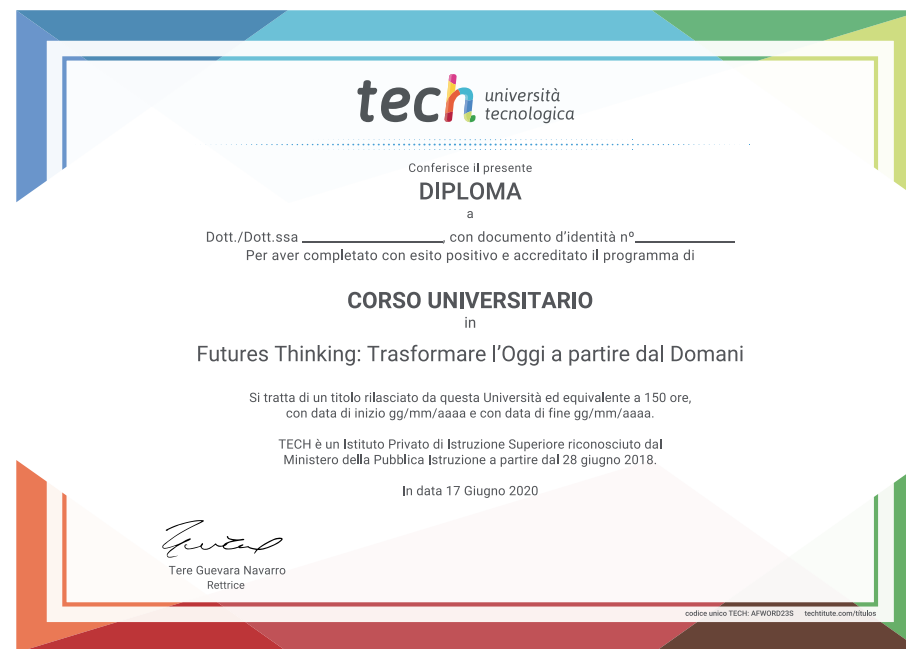 tech università
tecnologica
Conferisce il presente
DIPLOMA
a
Dott./Dott.ssa ____________________, con documento d'identità nº______________
Per aver completato con esito positivo e accreditato il programma di
CORSO UNIVERSITARIO
in
Futures Thinking: Trasformare l'Oggi a partire dal Domani
Si tratta di un titolo rilasciato da questa Università ed equivalente a 150 ore,
con data di inizio gg/mm/aaaa e con data di fine gg/mm/aaaa.
TECH è un Istituto Privato di Istruzione Superiore riconosciuto dal
Ministero della Pubblica Istruzione a partire dal 28 giugno 2018.
In data 17 Giugno 2020
Tere Guevara Navarro
Rettrice
codice unico TECH: AFWORD23S techtitute.com/titulos